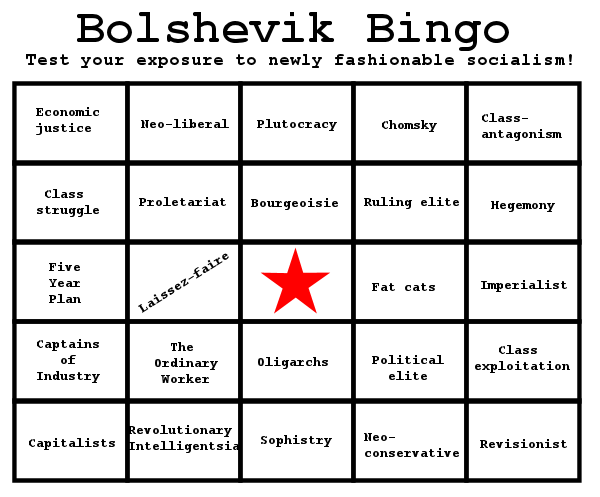 Bolshevik Bingo
Test your exposure to newly fashionable socialism!
Economic
justice
Neo-liberal
Plutocracy
Chomsky
Class-
antagonism
Class
struggle
Proletariat
Bourgeoisie
Ruling elite
Hegemony
Five
Year
Plan
Laissez-faire
Fat cats
Imperialist
Captains
of
Industry
The
Ordinary
Worker
Oligarchs
Political
elite
Class
exploitation
Capitalists
Revolutionary
Intelligentsia
Sophistry
Neo-
conservative
Revisionist